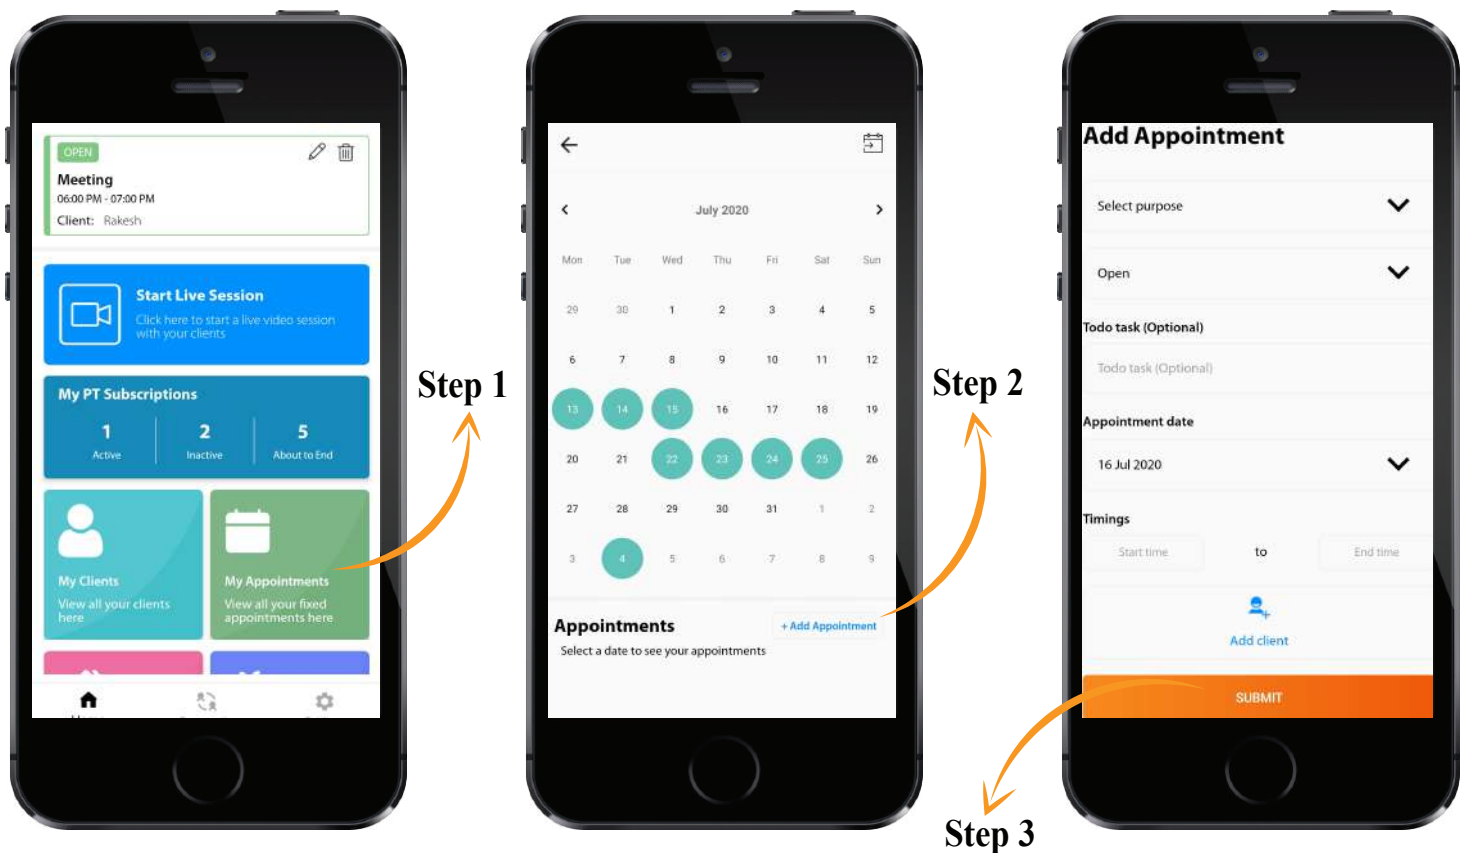 OPEN
Meeting
06:00 PM - 07:00 PM
Client: Rakesh
Start Live Session
Click here to start a live video session
with your clients
My PT Subscriptions
1 2 5
Active Inactive About to End
My Clients
View all your clients
here
My Appointments
View all your fixed
appointments here
Step 1
July 2020
Mon Tue Wed Thu Fri Sat Sun
29 30 1 2 3 4 5
6 7 8 9 10 11 12
13 14 15 16 17 18 19
20 21 22 23 24 25 26
27 28 29 30 31 1 2
3 4 5 6 7 8 9
Appointments
+ Add Appointment
Select a date to see your appointments
Step 2
Add Appointment
Select purpose
Open
Todo task (Optional)
Todo task (Optional)
Appointment date
16 Jul 2020
Timings
Start time to End time
Add client
SUBMIT
Step 3